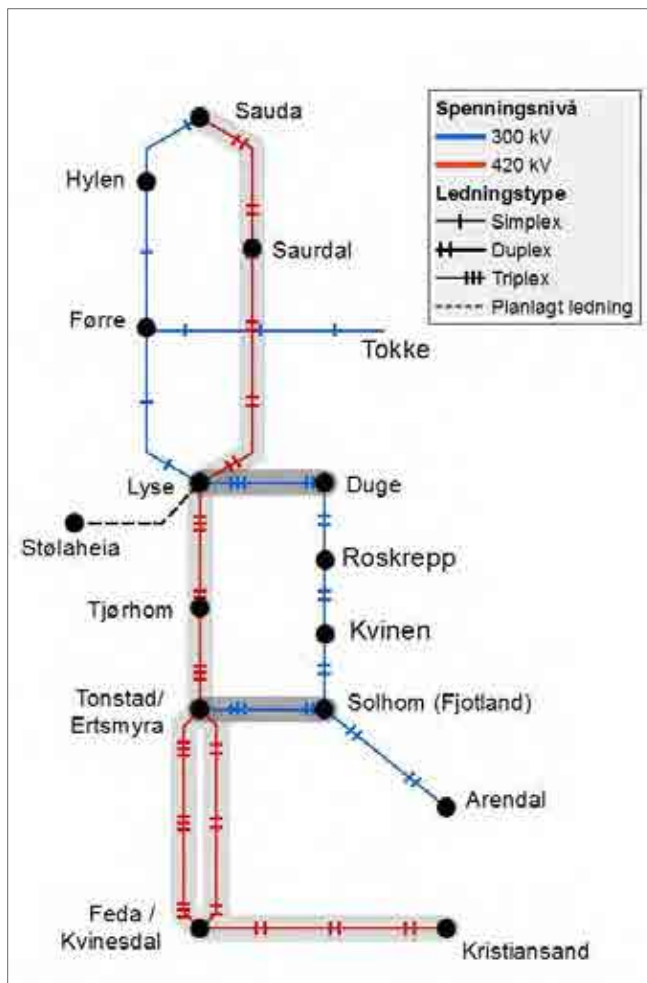 Sauda
Spenningsnivå
300 kV
420 kV
Ledningstype
Simplex
Duplex
Triplex
Planlagt ledning
Hylen
Saurdal
Førre
Tokke
Lyse
Duge
Stølaheia
Roskrepp
Tjørhom
Kvinen
Tonstad/
Ertsmyra
Solhom (Fjotland)
Arendal
Feda /
Kvinesdal
Kristiansand